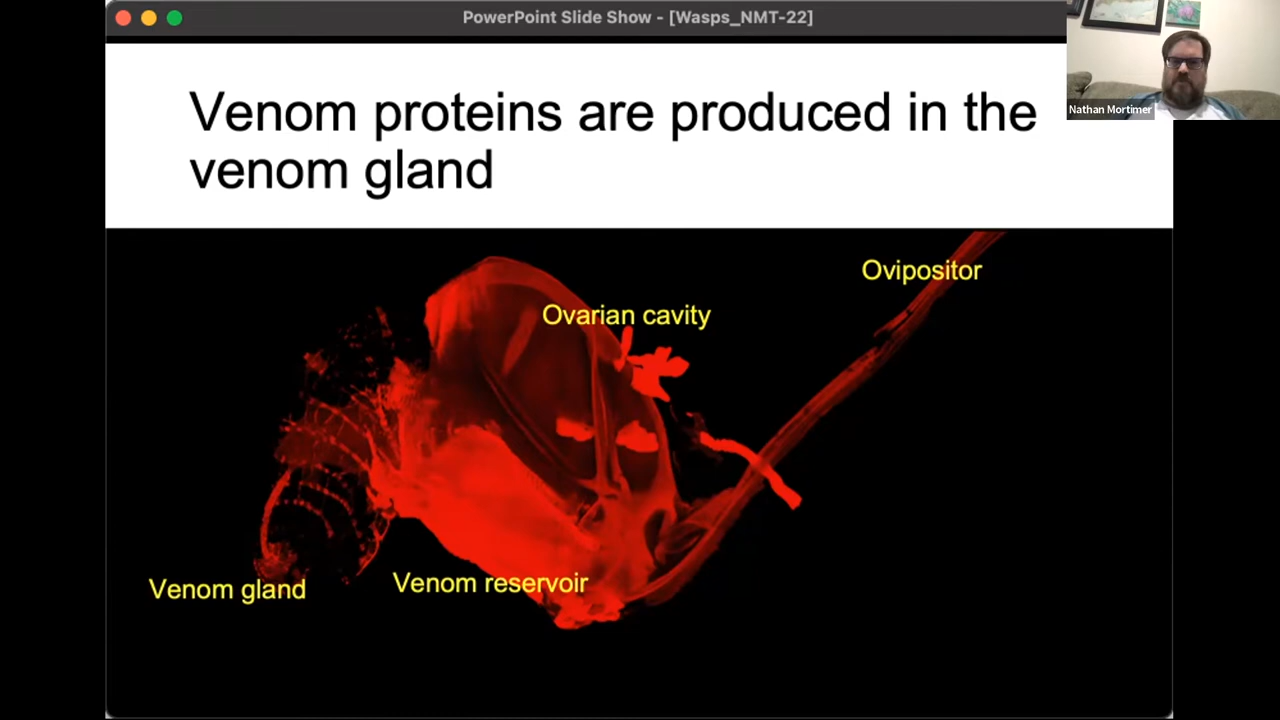 PowerPoint Slide Show - [Wasps_NMT-22]
Nathan Mortimer
Venom proteins are produced in the
venom gland
Ovipositor
Ovarian cavity
Venom gland
Venom reservoir